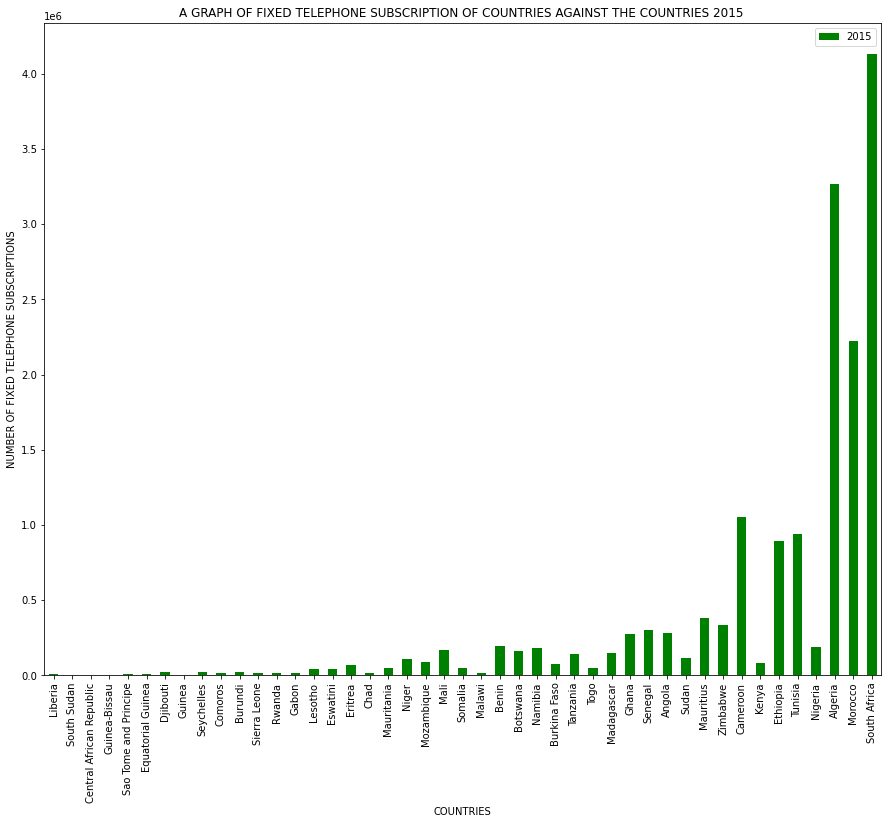 A GRAPH OF FIXED TELEPHONE SUBSCRIPTION OF COUNTRIES AGAINST THE COUNTRIES 2015
1e6
2015
4.0
3.5
3.0
2.5
2.0
1.5
1.0
0.5
0.0
NUMBER OF FIXED TELEPHONE SUBSCRIPTIONS
Liberia
South Sudan
Central African Republic
Guinea-Bissau
Sao Tome and Principe
Equatorial Guinea
Djibouti
Guinea
Seychelles
Comoros
Burundi
Sierra Leone
Rwanda
Gabon
Lesotho
Eswatini
Eritrea
Chad
Mauritania
Niger
Mozambique
Mali
Somalia
Malawi
Benin
Botswana
Namibia
Burkina Faso
Tanzania
Togo
Madagascar
Ghana
Senegal
Angola
Sudan
Mauritius
Zimbabwe
Cameroon
Kenya
Ethiopia
Tunisia
Nigeria
Algeria
Morocco
South Africa
COUNTRIES